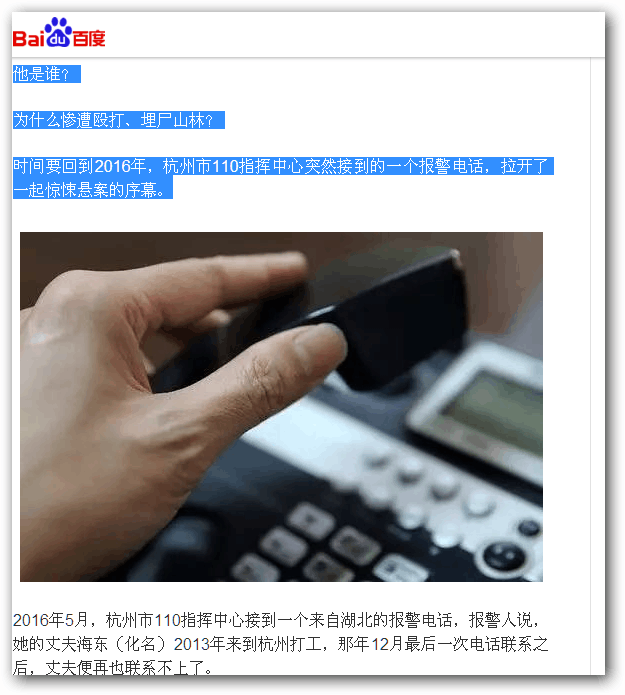 Bai du 百度
他是谁?
为什么惨遭殴打、埋尸山林?
时间要回到2016年，杭州市110指挥中心突然接到的一个报警电话，拉开了
一起惊悚悬案的序幕。
2016年5月，杭州市110指挥中心接到一个来自湖北的报警电话，报警人说，
她的丈夫海东（化名）2013年来到杭州打工，那年12月最后一次电话联系之
后，丈夫便再也联系不上了。